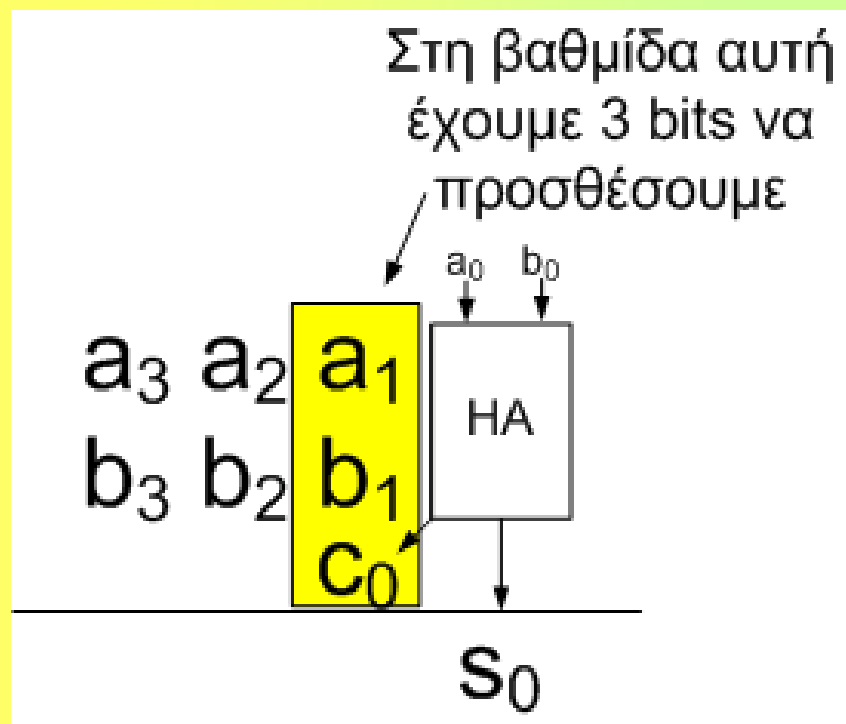 Στη βαθμίδα αυτή
έχουμε 3 bits να
προσθέσουμε
a₀ b₀
a₃ a₂ a₁
HA
b₃ b₂ b₁
c₀
s₀